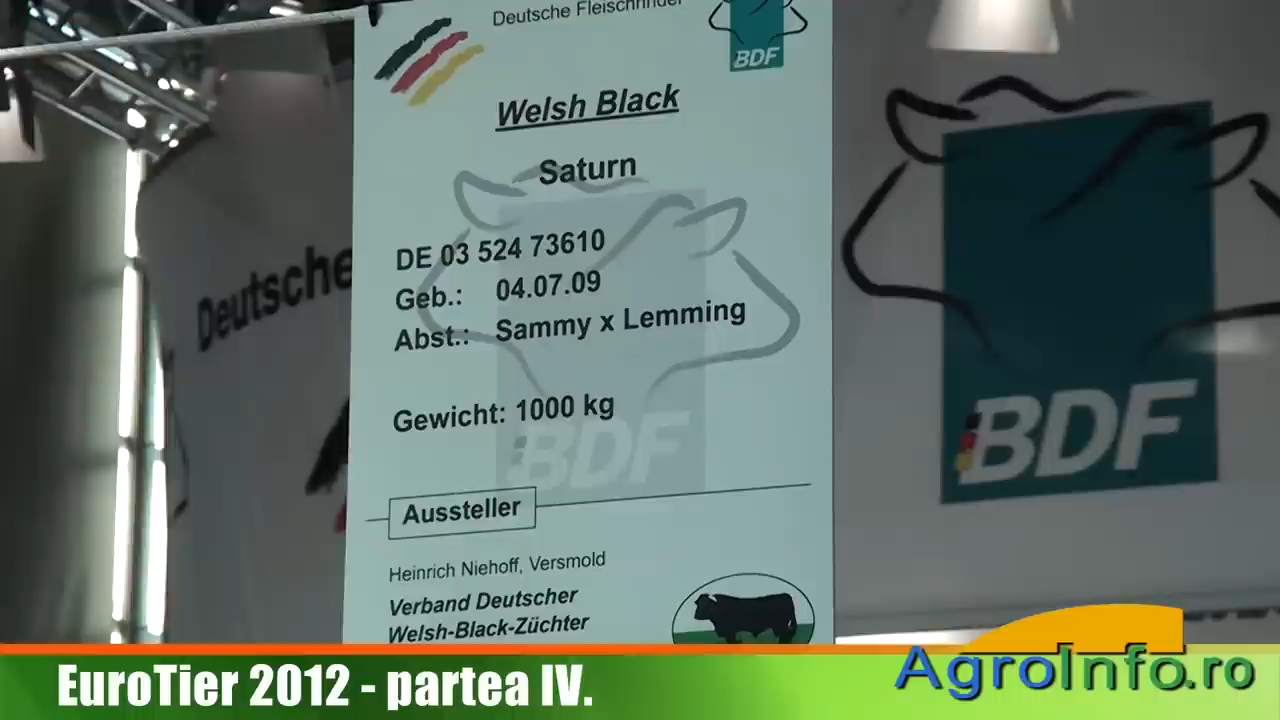 Deutsche Fleischrinder
BDF
Welsh Black
Saturn
DE 03 524 73610
Geb.: 04.07.09
Abst.: Sammy x Lemming
Gewicht: 1000 kg
BDF
Aussteller
Heinrich Niehoff, Versmold
Verband Deutscher
Welsh-Black-Züchter
Deutsche
BDF
EuroTier 2012 - partea IV.
AgroInfo.ro